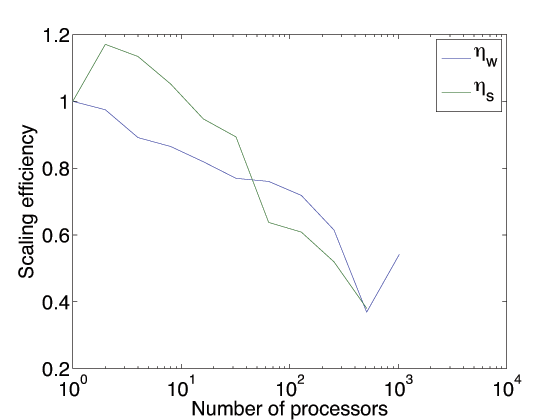 1.2
1
0.8
0.6
0.4
0.2
Scaling efficiency
η_w
η_s
10^0 10^1 10^2 10^3 10^4
Number of processors